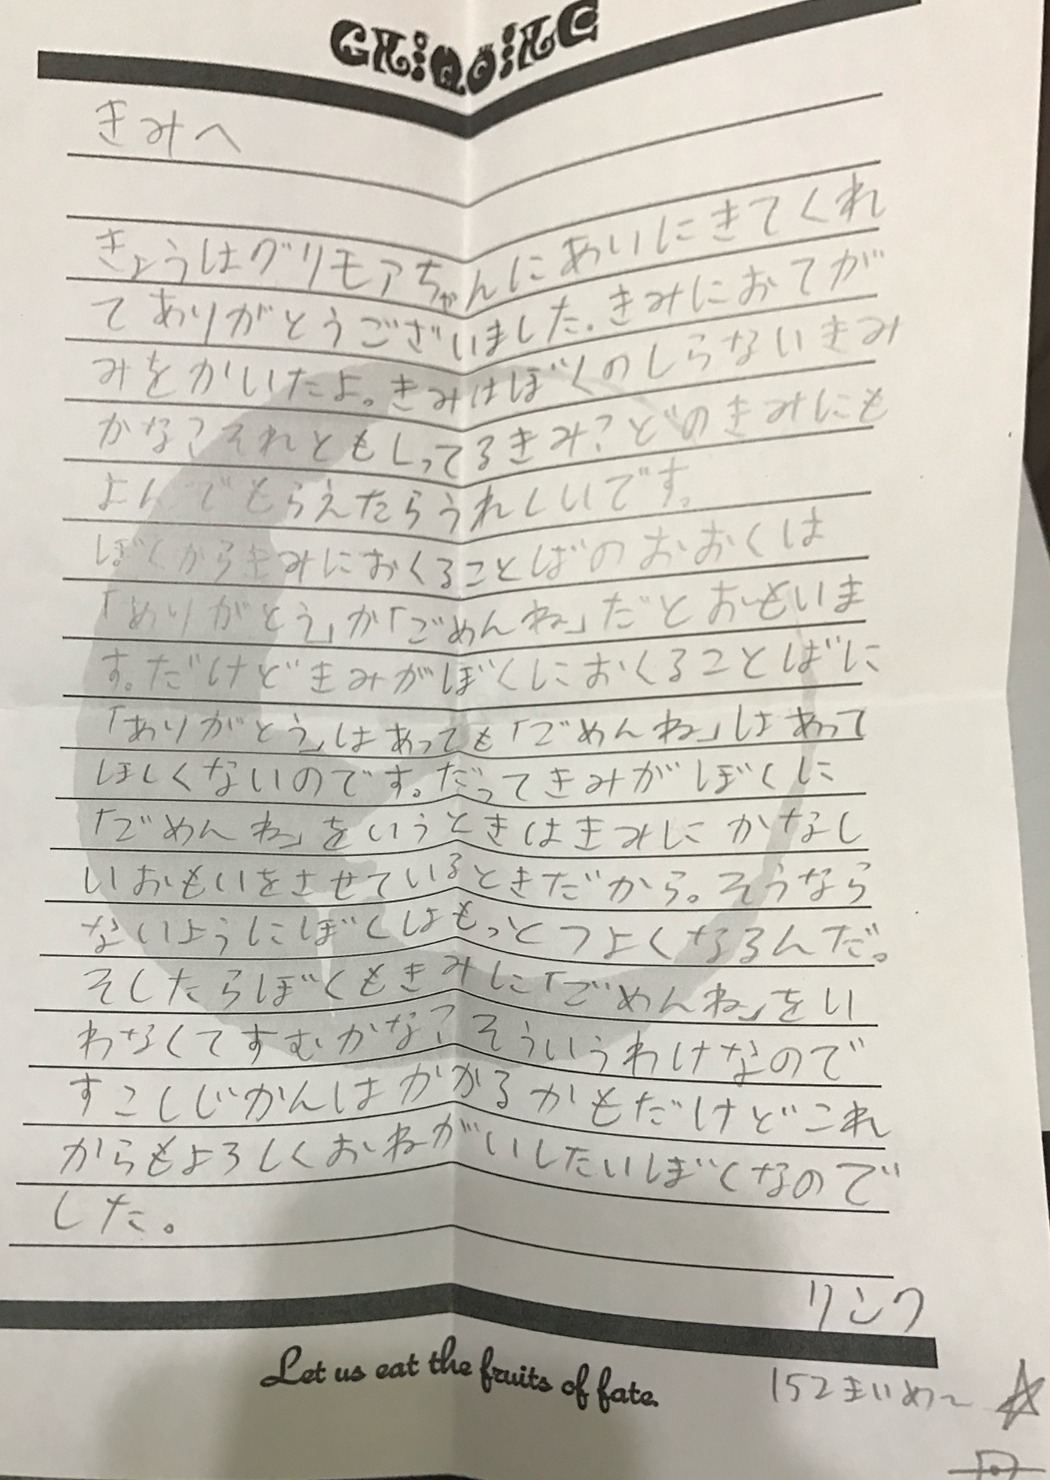 きみへ
きょうはグリモアちゃんにあいにきてくれ
てありがとうございました。きみにおてが
みをかいたよ。きみはぼくのしらないきみ
かな?それともしってるきみ?どのきみにも
よんでもらえたらうれしいです。
ぼくからきみにおくることばのおおくは
「ありがとう」か「ごめんね」だとおもいま
す。だけどきみがぼくにおくることばに
「ありがとう」はあっても「ごめんね」はあって
ほしくないのです。だってきみがぼくに
「ごめんね」をいうときはきみにかなし
いおもいをさせているときだから。そうなら
ないようにぼくはもっとつよくなるんだ。
そしたらぼくもきみに「ごめんね」をい
わなくてすむかな?そういうわけなので
すこしじかんはかかるかもだけどこれ
からもよろしくおねがいしたいぼくなので
した。
リンク
Let us eat the fruits of fate.
152まいめ〜